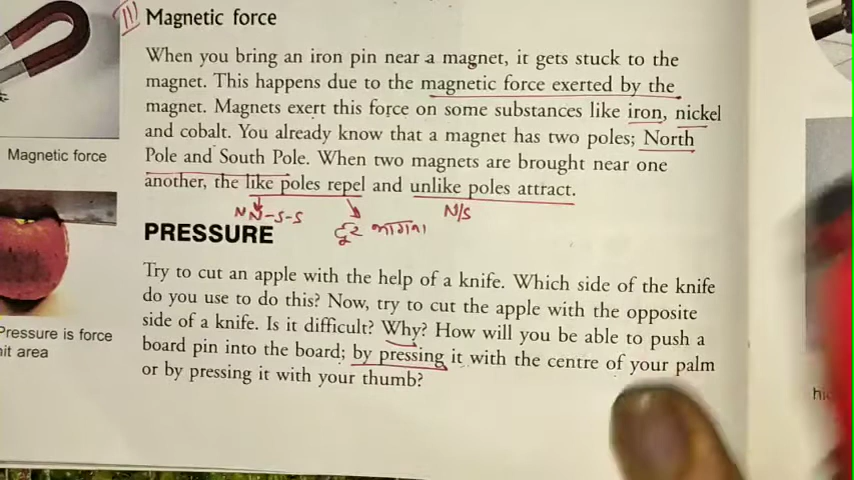 Magnetic force
When you bring an iron pin near a magnet, it gets stuck to the
magnet. This happens due to the magnetic force exerted by the
magnet. Magnets exert this force on some substances like iron, nickel
and cobalt. You already know that a magnet has two poles; North
Pole and South Pole. When two magnets are brought near one
another, the like poles repel and unlike poles attract.
N N-S-S
N/S
Magnetic force
PRESSURE
Try to cut an apple with the help of a knife. Which side of the knife
do you use to do this? Now, try to cut the apple with the opposite
side of a knife. Is it difficult? Why? How will you be able to push a
board pin into the board; by pressing it with the centre of your palm
or by pressing it with your thumb?
Pressure is force
area